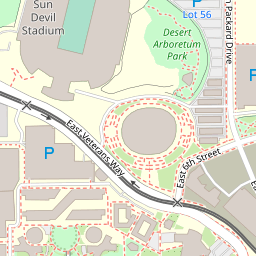 Sun
Devil
Stadium
P
Lot 56
Desert
Arboretum
Park
Packard Drive
P
P
East Veterans Way
East 6th Street